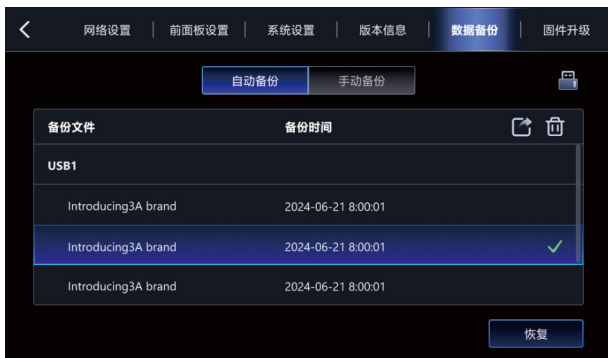 网络设置 前面板设置 系统设置 版本信息 数据备份 固件升级
自动备份 手动备份
备份文件 备份时间
USB1
Introducing3A brand 2024-06-21 8:00:01
Introducing3A brand 2024-06-21 8:00:01
Introducing3A brand 2024-06-21 8:00:01
恢复